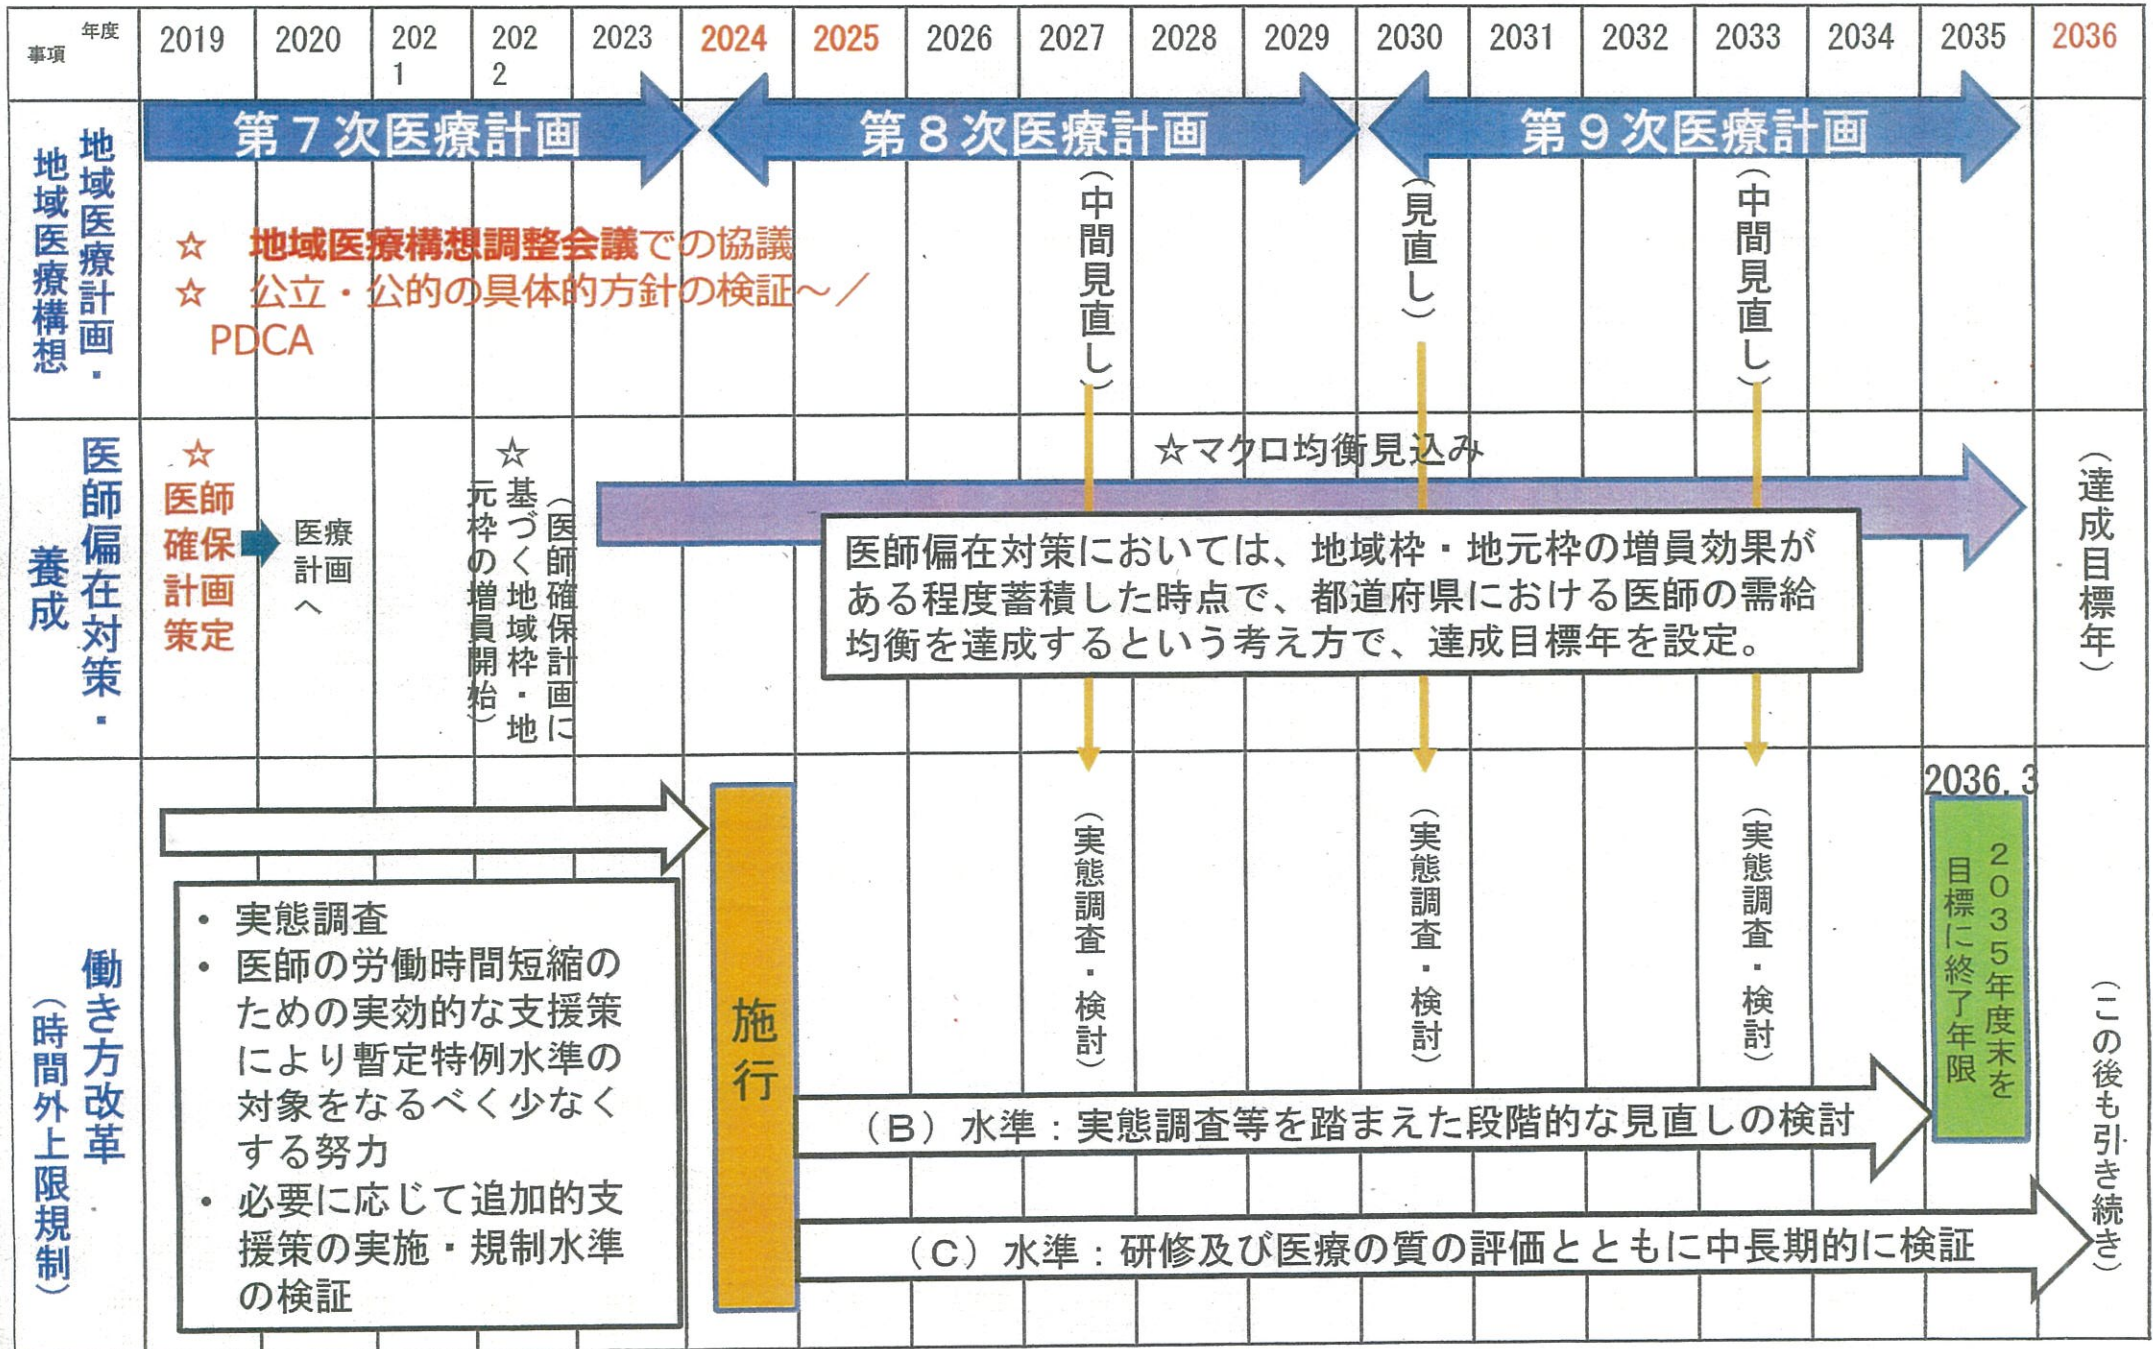 年度
事項
2019
2020
202
1
202
2
2023
2024
2025
2026
2027
2028
2029
2030
2031
2032
2033
2034
2035
2036
地域医療計画・
地域医療構想
第7次医療計画
第8次医療計画
第9次医療計画
☆ 地域医療構想調整会議での協議
☆ 公立・公的の具体的方針の検証～／
PDCA
(中間見直し)
(見直し)
(中間見直し)
医師偏在対策・
養成
☆
医師
確保
計画
策定
医療
計画
へ
☆
(医師確保計画に
基づく地域枠・地
元枠の増員開始)
☆マクロ均衡見込み
医師偏在対策においては、地域枠・地元枠の増員効果が
ある程度蓄積した時点で、都道府県における医師の需給
均衡を達成するという考え方で、達成目標年を設定。
(達成目標年)
働き方改革
(時間外上限規制)
・ 実態調査
・ 医師の労働時間短縮の
ための実効的な支援策
により暫定特例水準の
対象をなるべく少なく
する努力
・ 必要に応じて追加的支
援策の実施・規制水準
の検証
施行
(実態調査・検討)
(実態調査・検討)
(実態調査・検討)
2036.3
2035年度末を
目標に終了年限
(B)水準：実態調査等を踏まえた段階的な見直しの検討
(C)水準：研修及び医療の質の評価とともに中長期的に検証
(この後も引き続き)